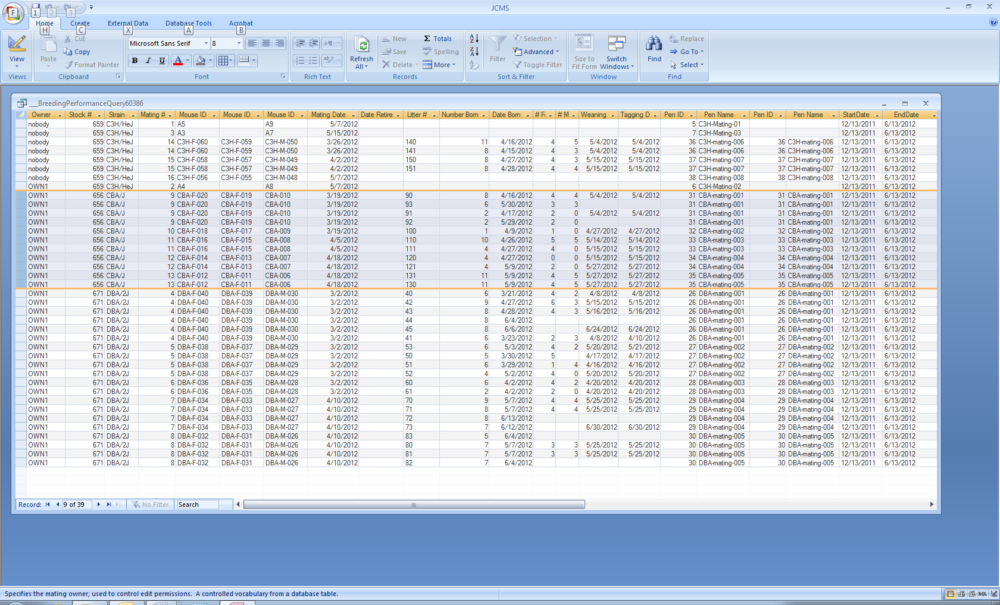 JCMS
F 1 2 3
Home Create External Data Database Tools Acrobat
H C X A B
View
Views
Paste Cut
Copy
Format Painter
Clipboard
Microsoft Sans Serif 8
B I U A
Font
Rich Text
Refresh All
New Save Delete
Totals Spelling More
Records
Filter
Selection Advanced Toggle Filter
Sort & Filter
Size to Fit Form Switch Windows
Window
Find
Replace Go To Select
Find
__BreedingPerformanceQuery60386
Owner Stock # Strain Mating # Mouse ID Mouse ID Mouse ID Mating Date Date Retire Litter # Number Born Date Born # F # M Weaning Tagging D Pen ID Pen Name Pen ID Pen Name StartDate EndDate
nobody 659 C3H/HeJ 1 A5 A9 5/7/2012 5 C3H-Mating-01 12/13/2011 6/13/2012
nobody 659 C3H/HeJ 3 A3 A7 5/15/2012 7 C3H-Mating-03 12/13/2011 6/13/2012
nobody 659 C3H/HeJ 14 C3H-F-060 C3H-F-059 C3H-M-050 3/26/2012 140 11 4/16/2012 4 5 5/4/2012 5/4/2012 36 C3H-mating-006 36 C3H-mating-006 12/13/2011 6/13/2012
nobody 659 C3H/HeJ 14 C3H-F-060 C3H-F-059 C3H-M-050 3/26/2012 141 8 4/15/2012 4 3 5/4/2012 5/4/2012 36 C3H-mating-006 36 C3H-mating-006 12/13/2011 6/13/2012
nobody 659 C3H/HeJ 15 C3H-F-058 C3H-F-057 C3H-M-049 4/2/2012 150 8 4/27/2012 4 3 5/15/2012 5/15/2012 37 C3H-mating-007 37 C3H-mating-007 12/13/2011 6/13/2012
nobody 659 C3H/HeJ 15 C3H-F-058 C3H-F-057 C3H-M-049 4/2/2012 151 8 4/28/2012 4 4 5/15/2012 5/15/2012 37 C3H-mating-007 37 C3H-mating-007 12/13/2011 6/13/2012
nobody 659 C3H/HeJ 16 C3H-F-056 C3H-F-055 C3H-M-048 5/7/2012 38 C3H-mating-008 38 C3H-mating-008 12/13/2011 6/13/2012
OWN1 659 C3H/HeJ 2 A4 A8 5/7/2012 6 C3H-Mating-02 12/13/2011 6/13/2012
OWN1 656 CBA/J 9 CBA-F-020 CBA-F-019 CBA-010 3/19/2012 90 8 4/16/2012 4 4 5/4/2012 5/4/2012 31 CBA-mating-001 31 CBA-mating-001 12/13/2011 6/13/2012
OWN1 656 CBA/J 9 CBA-F-020 CBA-F-019 CBA-010 3/19/2012 93 6 5/30/2012 3 3 31 CBA-mating-001 31 CBA-mating-001 12/13/2011 6/13/2012
OWN1 656 CBA/J 9 CBA-F-020 CBA-F-019 CBA-010 3/19/2012 91 2 4/17/2012 2 0 5/4/2012 5/4/2012 31 CBA-mating-001 31 CBA-mating-001 12/13/2011 6/13/2012
OWN1 656 CBA/J 9 CBA-F-020 CBA-F-019 CBA-010 3/19/2012 92 2 5/29/2012 2 0 31 CBA-mating-001 31 CBA-mating-001 12/13/2011 6/13/2012
OWN1 656 CBA/J 10 CBA-F-018 CBA-F-017 CBA-009 3/19/2012 100 1 4/9/2012 1 0 4/27/2012 4/27/2012 32 CBA-mating-002 32 CBA-mating-002 12/13/2011 6/13/2012
OWN1 656 CBA/J 11 CBA-F-016 CBA-F-015 CBA-008 4/5/2012 110 10 4/26/2012 5 5 5/14/2012 5/14/2012 33 CBA-mating-003 33 CBA-mating-003 12/13/2011 6/13/2012
OWN1 656 CBA/J 11 CBA-F-016 CBA-F-015 CBA-008 4/5/2012 111 4 4/27/2012 4 0 5/15/2012 5/15/2012 33 CBA-mating-003 33 CBA-mating-003 12/13/2011 6/13/2012
OWN1 656 CBA/J 12 CBA-F-014 CBA-F-013 CBA-007 4/18/2012 120 4 4/27/2012 0 0 5/15/2012 5/15/2012 34 CBA-mating-004 34 CBA-mating-004 12/13/2011 6/13/2012
OWN1 656 CBA/J 12 CBA-F-014 CBA-F-013 CBA-007 4/18/2012 121 4 5/9/2012 2 0 5/27/2012 5/27/2012 34 CBA-mating-004 34 CBA-mating-004 12/13/2011 6/13/2012
OWN1 656 CBA/J 13 CBA-F-012 CBA-F-011 CBA-006 4/18/2012 131 11 5/9/2012 4 5 5/27/2012 5/27/2012 35 CBA-mating-005 35 CBA-mating-005 12/13/2011 6/13/2012
OWN1 656 CBA/J 13 CBA-F-012 CBA-F-011 CBA-006 4/18/2012 130 11 5/9/2012 4 5 5/27/2012 5/27/2012 35 CBA-mating-005 35 CBA-mating-005 12/13/2011 6/13/2012
OWN1 671 DBA/2J 4 DBA-F-040 DBA-F-039 DBA-M-030 3/2/2012 40 6 3/21/2012 4 2 4/8/2012 4/8/2012 26 DBA-mating-001 26 DBA-mating-001 12/13/2011 6/13/2012
OWN1 671 DBA/2J 4 DBA-F-040 DBA-F-039 DBA-M-030 3/2/2012 42 9 4/27/2012 6 3 5/15/2012 5/15/2012 26 DBA-mating-001 26 DBA-mating-001 12/13/2011 6/13/2012
OWN1 671 DBA/2J 4 DBA-F-040 DBA-F-039 DBA-M-030 3/2/2012 43 8 4/28/2012 4 3 5/16/2012 5/16/2012 26 DBA-mating-001 26 DBA-mating-001 12/13/2011 6/13/2012
OWN1 671 DBA/2J 4 DBA-F-040 DBA-F-039 DBA-M-030 3/2/2012 44 8 6/4/2012 26 DBA-mating-001 26 DBA-mating-001 12/13/2011 6/13/2012
OWN1 671 DBA/2J 4 DBA-F-040 DBA-F-039 DBA-M-030 3/2/2012 45 8 6/6/2012 6/24/2012 6/24/2012 26 DBA-mating-001 26 DBA-mating-001 12/13/2011 6/13/2012
OWN1 671 DBA/2J 4 DBA-F-040 DBA-F-039 DBA-M-030 3/2/2012 41 6 3/23/2012 2 3 4/8/2012 4/10/2012 26 DBA-mating-001 26 DBA-mating-001 12/13/2011 6/13/2012
OWN1 671 DBA/2J 5 DBA-F-038 DBA-F-037 DBA-M-029 3/2/2012 53 6 5/3/2012 4 2 5/20/2012 5/21/2012 27 DBA-mating-002 27 DBA-mating-002 12/13/2011 6/13/2012
OWN1 671 DBA/2J 5 DBA-F-038 DBA-F-037 DBA-M-029 3/2/2012 50 5 3/30/2012 5 4/17/2012 4/17/2012 27 DBA-mating-002 27 DBA-mating-002 12/13/2011 6/13/2012
OWN1 671 DBA/2J 5 DBA-F-038 DBA-F-037 DBA-M-029 3/2/2012 51 6 3/29/2012 1 4 4/16/2012 4/16/2012 27 DBA-mating-002 27 DBA-mating-002 12/13/2011 6/13/2012
OWN1 671 DBA/2J 5 DBA-F-038 DBA-F-037 DBA-M-029 3/2/2012 52 4 5/2/2012 4 0 5/20/2012 5/20/2012 27 DBA-mating-002 27 DBA-mating-002 12/13/2011 6/13/2012
OWN1 671 DBA/2J 6 DBA-F-036 DBA-F-035 DBA-M-028 3/2/2012 60 6 4/2/2012 4 2 4/20/2012 4/20/2012 28 DBA-mating-003 28 DBA-mating-003 12/13/2011 6/13/2012
OWN1 671 DBA/2J 6 DBA-F-036 DBA-F-035 DBA-M-028 3/2/2012 61 2 4/2/2012 2 0 4/20/2012 4/20/2012 28 DBA-mating-003 28 DBA-mating-003 12/13/2011 6/13/2012
OWN1 671 DBA/2J 7 DBA-F-034 DBA-F-033 DBA-M-027 4/10/2012 70 9 5/7/2012 4 4 5/25/2012 5/25/2012 29 DBA-mating-004 29 DBA-mating-004 12/13/2011 6/13/2012
OWN1 671 DBA/2J 7 DBA-F-034 DBA-F-033 DBA-M-027 4/10/2012 71 8 5/7/2012 4 4 5/25/2012 5/25/2012 29 DBA-mating-004 29 DBA-mating-004 12/13/2011 6/13/2012
OWN1 671 DBA/2J 7 DBA-F-034 DBA-F-033 DBA-M-027 4/10/2012 72 8 6/13/2012 29 DBA-mating-004 29 DBA-mating-004 12/13/2011 6/13/2012
OWN1 671 DBA/2J 7 DBA-F-034 DBA-F-033 DBA-M-027 4/10/2012 73 7 6/12/2012 6/30/2012 6/30/2012 29 DBA-mating-004 29 DBA-mating-004 12/13/2011 6/13/2012
OWN1 671 DBA/2J 8 DBA-F-032 DBA-F-031 DBA-M-026 4/10/2012 83 5 6/4/2012 30 DBA-mating-005 30 DBA-mating-005 12/13/2011 6/13/2012
OWN1 671 DBA/2J 8 DBA-F-032 DBA-F-031 DBA-M-026 4/10/2012 80 7 5/7/2012 3 3 5/25/2012 5/25/2012 30 DBA-mating-005 30 DBA-mating-005 12/13/2011 6/13/2012
OWN1 671 DBA/2J 8 DBA-F-032 DBA-F-031 DBA-M-026 4/10/2012 81 7 5/7/2012 3 3 5/25/2012 5/25/2012 30 DBA-mating-005 30 DBA-mating-005 12/13/2011 6/13/2012
OWN1 671 DBA/2J 8 DBA-F-032 DBA-F-031 DBA-M-026 4/10/2012 82 7 6/4/2012 30 DBA-mating-005 30 DBA-mating-005 12/13/2011 6/13/2012
Record: 9 of 39 No Filter Search
Specifies the mating owner, used to control edit permissions. A controlled vocabulary from a database table.
SQL